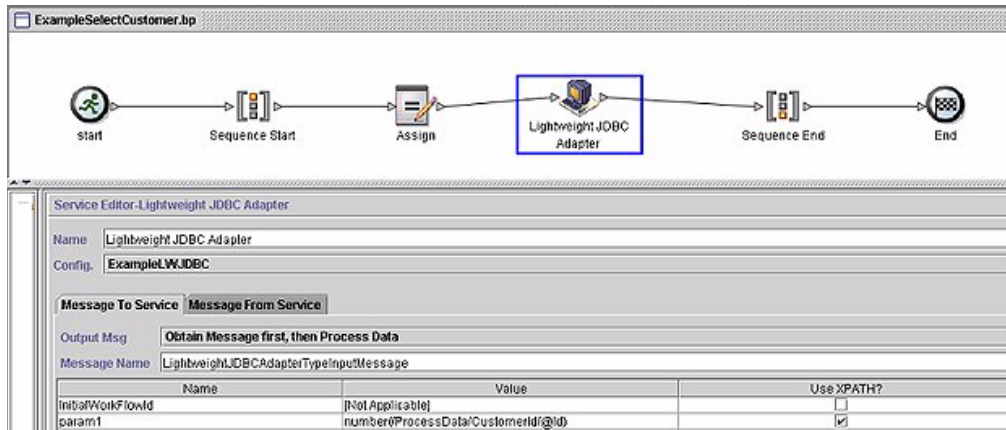 ExampleSelectCustomer.bp
start
Sequence Start
Assign
Lightweight JDBC
Adapter
Sequence End
End
Service Editor-Lightweight JDBC Adapter
Name Lightweight JDBC Adapter
Config. ExampleLWJDBC
Message To Service Message From Service
Output Msg Obtain Message first, then Process Data
Message Name LightweightJDBCAdapterTypeInputMessage
Name Value Use XPATH?
InitialWorkFlowId [Not Applicable]
param1 number(/ProcessData/CustomerId/@id)